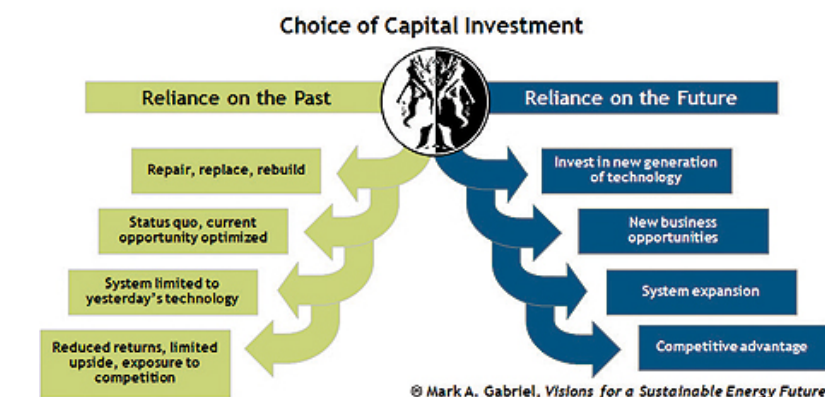 Choice of Capital Investment
Reliance on the Past
Reliance on the Future
Repair, replace, rebuild
Status quo, current
opportunity optimized
System limited to
yesterday's technology
Reduced returns, limited
upside, exposure to
competition
Invest in new generation
of technology
New business
opportunities
System expansion
Competitive advantage
® Mark A. Gabriel, Visions for a Sustainable Energy Future